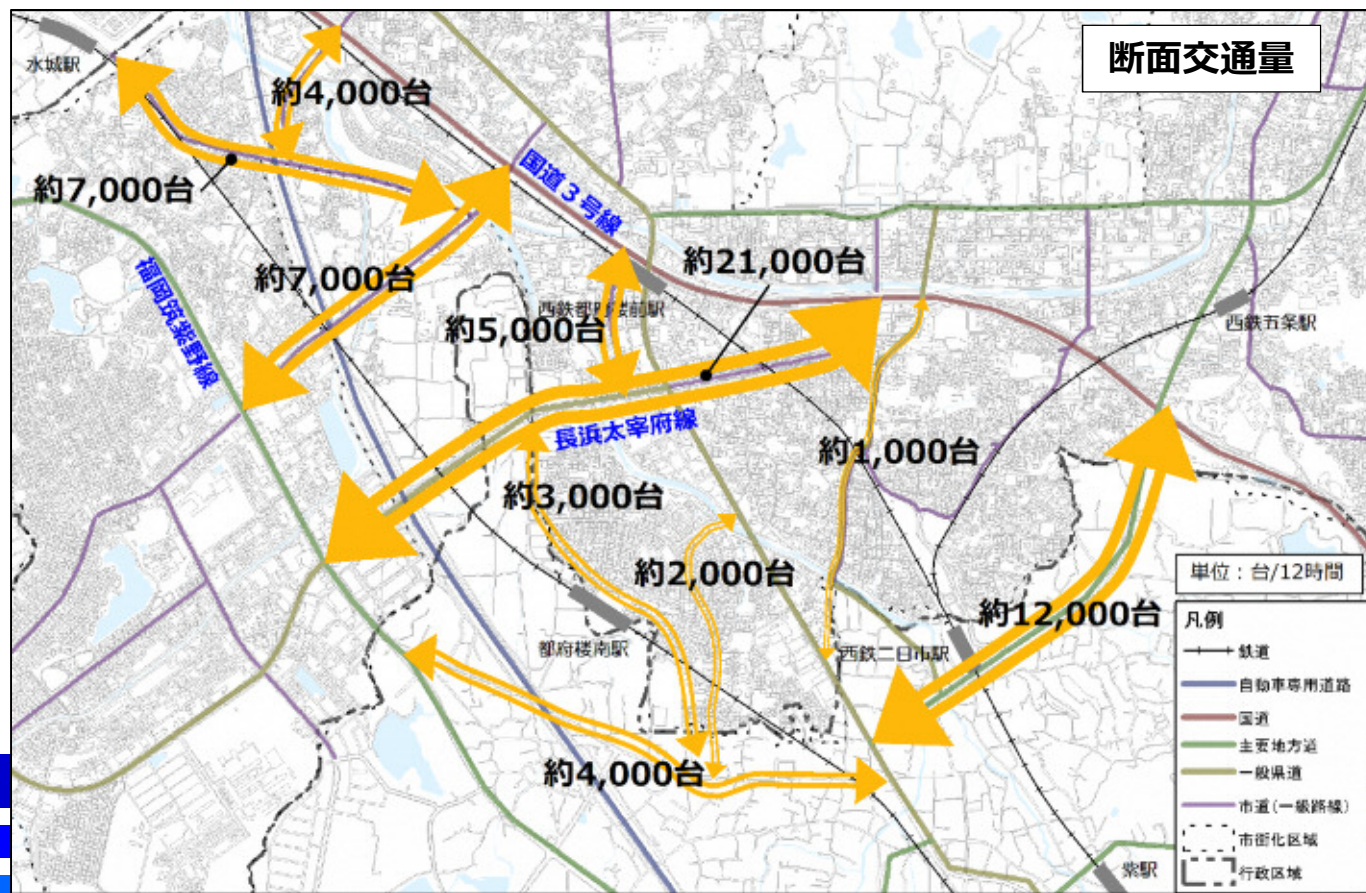 断面交通量
水城駅
約4,000台
約7,000台
国道3号線
約7,000台
約21,000台
福岡筑紫野線
西鉄都府楼前駅
西鉄五条駅
約5,000台
長浜太宰府線
約1,000台
約3,000台
約2,000台
約12,000台
都府楼南駅
西鉄二日市駅
約4,000台
紫駅
単位：台/12時間
凡例
鉄道
自動車専用道路
国道
主要地方道
一般県道
市道(一級路線)
市街化区域
行政区域